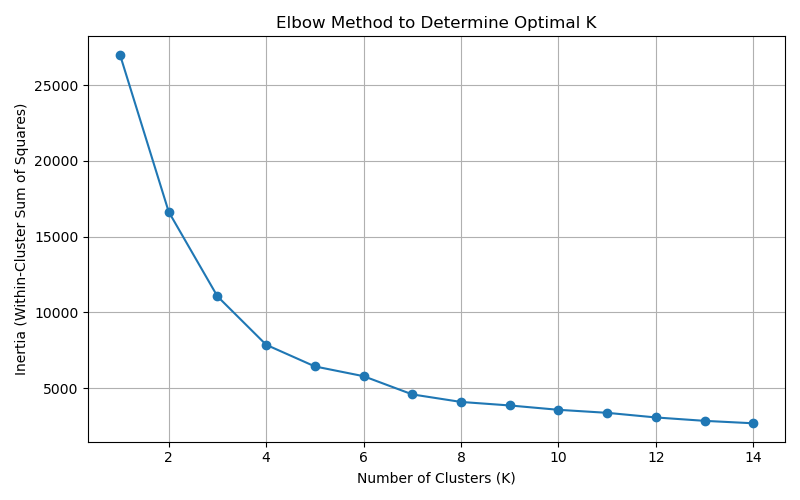 Elbow Method to Determine Optimal K
Inertia (Within-Cluster Sum of Squares)
25000
20000
15000
10000
5000
2 4 6 8 10 12 14
Number of Clusters (K)